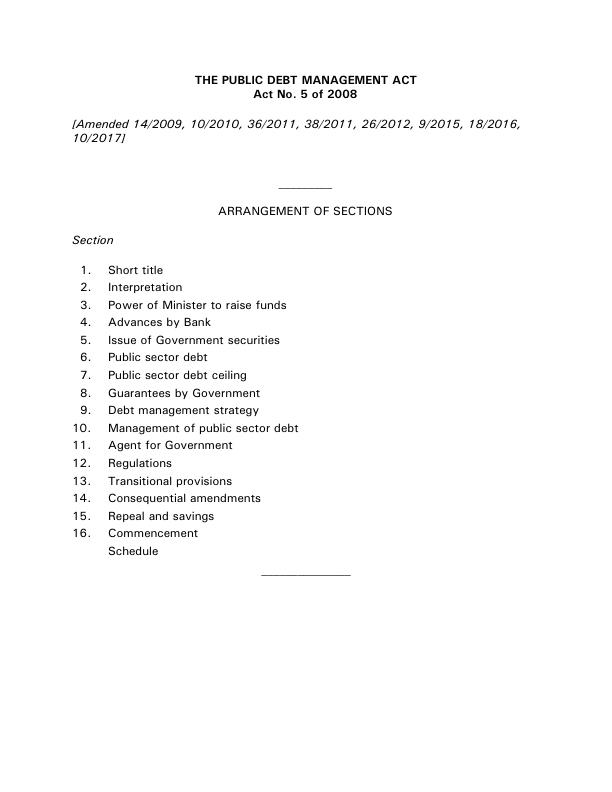 THE PUBLIC DEBT MANAGEMENT ACT
Act No. 5 of 2008
[Amended 14/2009, 10/2010, 36/2011, 38/2011, 26/2012, 9/2015, 18/2016,
10/2017]
ARRANGEMENT OF SECTIONS
Section
1. Short title
2. Interpretation
3. Power of Minister to raise funds
4. Advances by Bank
5. Issue of Government securities
6. Public sector debt
7. Public sector debt ceiling
8. Guarantees by Government
9. Debt management strategy
10. Management of public sector debt
11. Agent for Government
12. Regulations
13. Transitional provisions
14. Consequential amendments
15. Repeal and savings
16. Commencement
Schedule